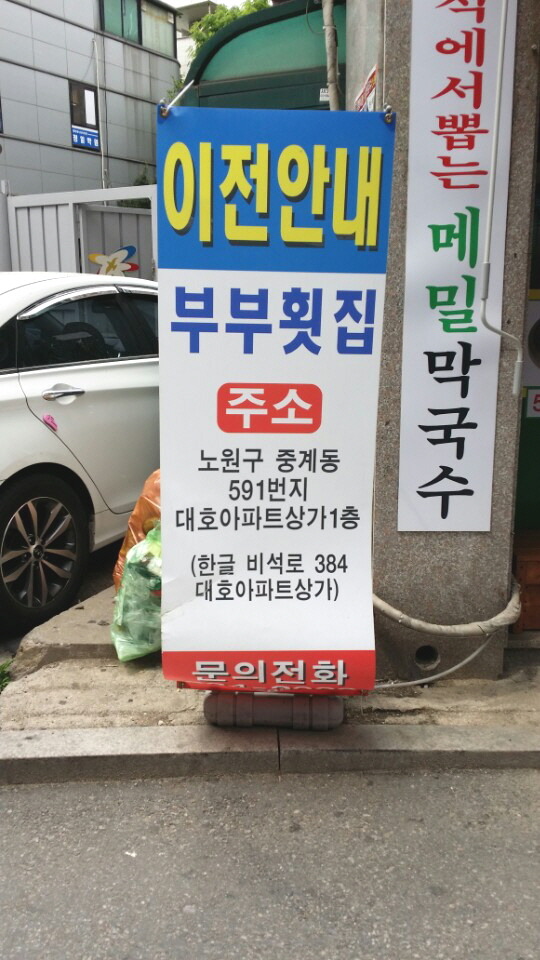 이전안내
부부횟집
주소
노원구 중계동
591번지
대호아파트상가1층
(한글 비석로 384
대호아파트상가)
문의전화
에서뽑는
메밀
막국수